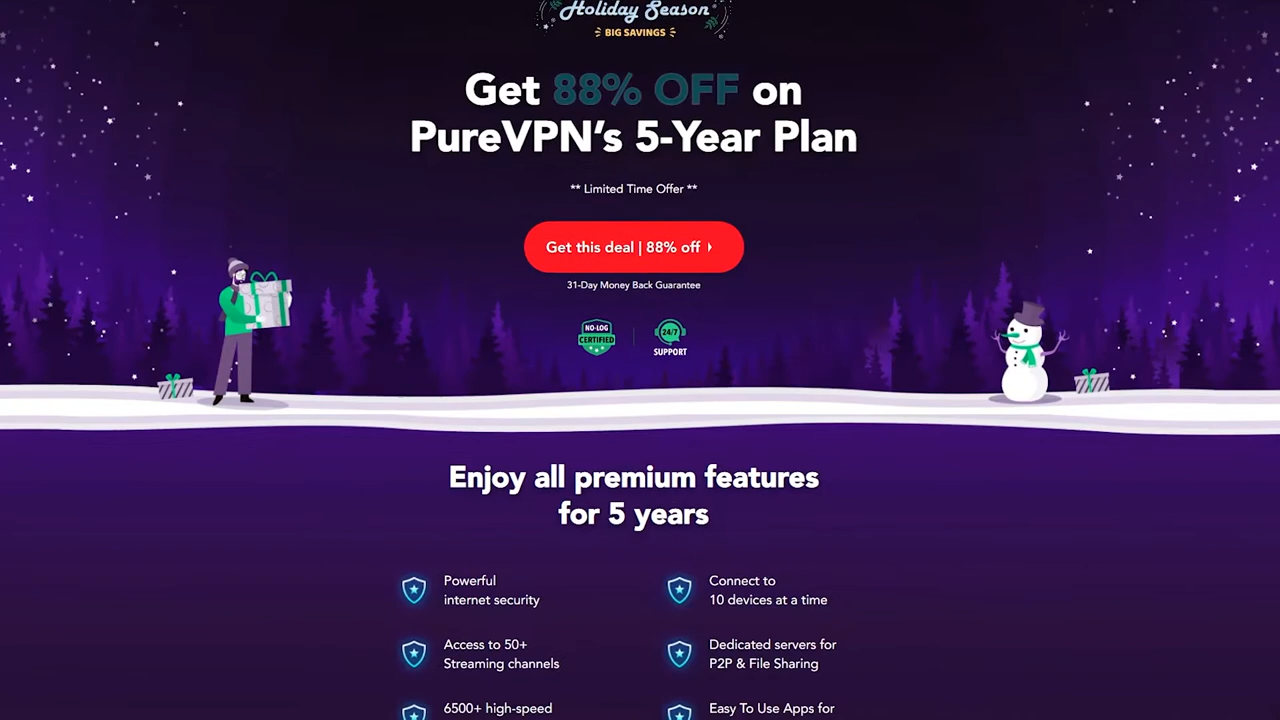 Holiday Season
BIG SAVINGS
Get 88% OFF on
PureVPN’s 5-Year Plan
** Limited Time Offer **
Get this deal | 88% off
31-Day Money Back Guarantee
NO-LOG
CERTIFIED
24/7
SUPPORT
Enjoy all premium features
for 5 years
Powerful
internet security
Connect to
10 devices at a time
Access to 50+
Streaming channels
Dedicated servers for
P2P & File Sharing
6500+ high-speed
Easy To Use Apps for